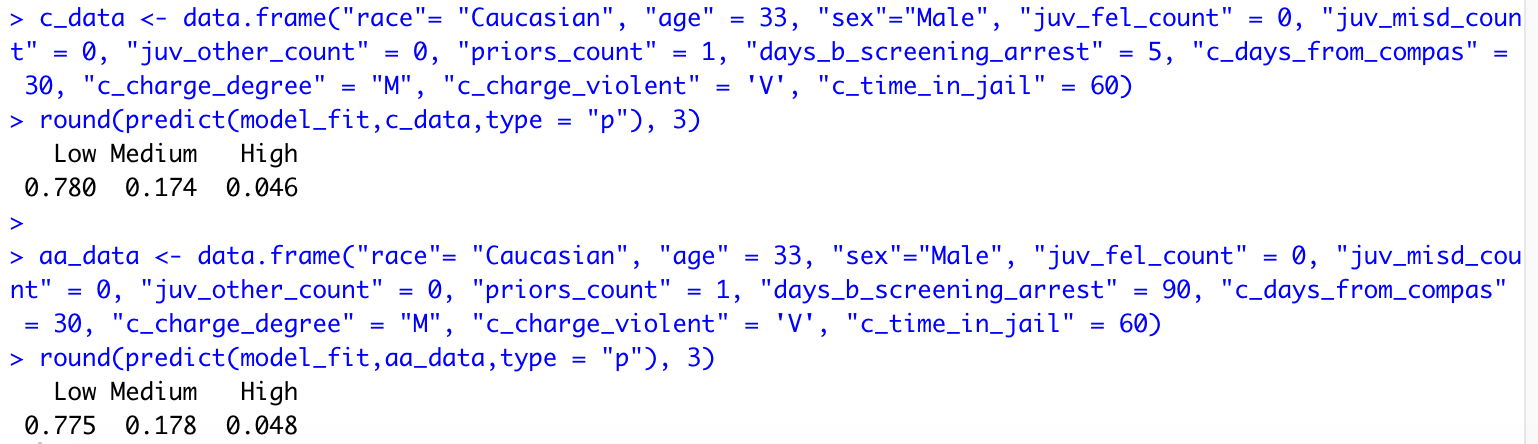 > c_data <- data.frame("race"= "Caucasian", "age" = 33, "sex"="Male", "juv_fel_count" = 0, "juv_misd_coun
t" = 0, "juv_other_count" = 0, "priors_count" = 1, "days_b_screening_arrest" = 5, "c_days_from_compas" =
 30, "c_charge_degree" = "M", "c_charge_violent" = 'V', "c_time_in_jail" = 60)
> round(predict(model_fit,c_data,type = "p"), 3)
   Low Medium   High
 0.780  0.174  0.046
>
> aa_data <- data.frame("race"= "Caucasian", "age" = 33, "sex"="Male", "juv_fel_count" = 0, "juv_misd_cou
nt" = 0, "juv_other_count" = 0, "priors_count" = 1, "days_b_screening_arrest" = 90, "c_days_from_compas"
 = 30, "c_charge_degree" = "M", "c_charge_violent" = 'V', "c_time_in_jail" = 60)
> round(predict(model_fit,aa_data,type = "p"), 3)
   Low Medium   High
 0.775  0.178  0.048